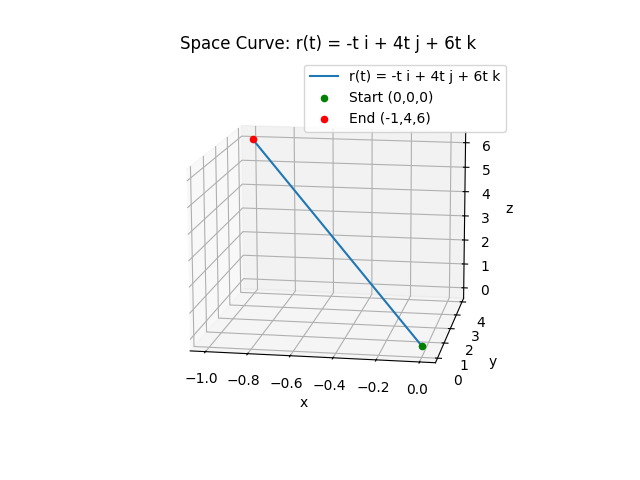 Space Curve: r(t) = -t i + 4t j + 6t k
r(t) = -t i + 4t j + 6t k
Start (0,0,0)
End (-1,4,6)
6
5
4
3
2
1
0
z
4
3
2
1
0
y
−1.0 −0.8 −0.6 −0.4 −0.2 0.0
x